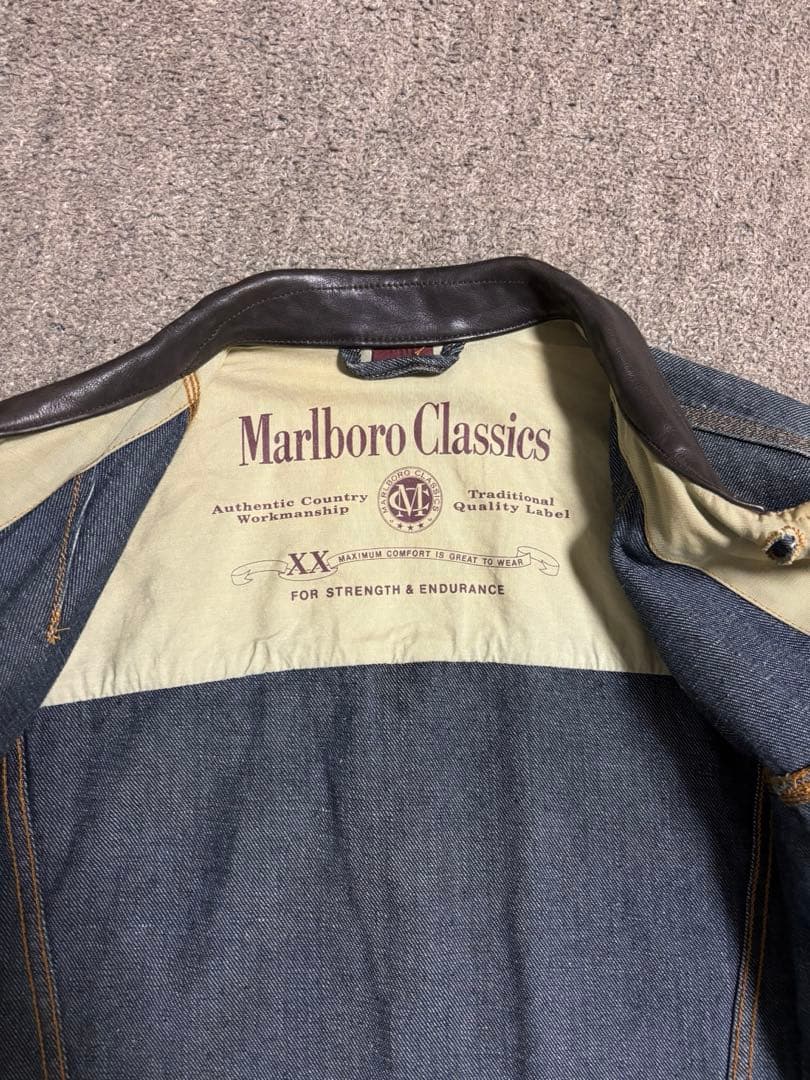 Marlboro Classics
Authentic Country
Workmanship
MARLBORO CLASSICS
MC
Traditional
Quality Label
XX MAXIMUM COMFORT IS GREAT TO WEAR
FOR STRENGTH & ENDURANCE